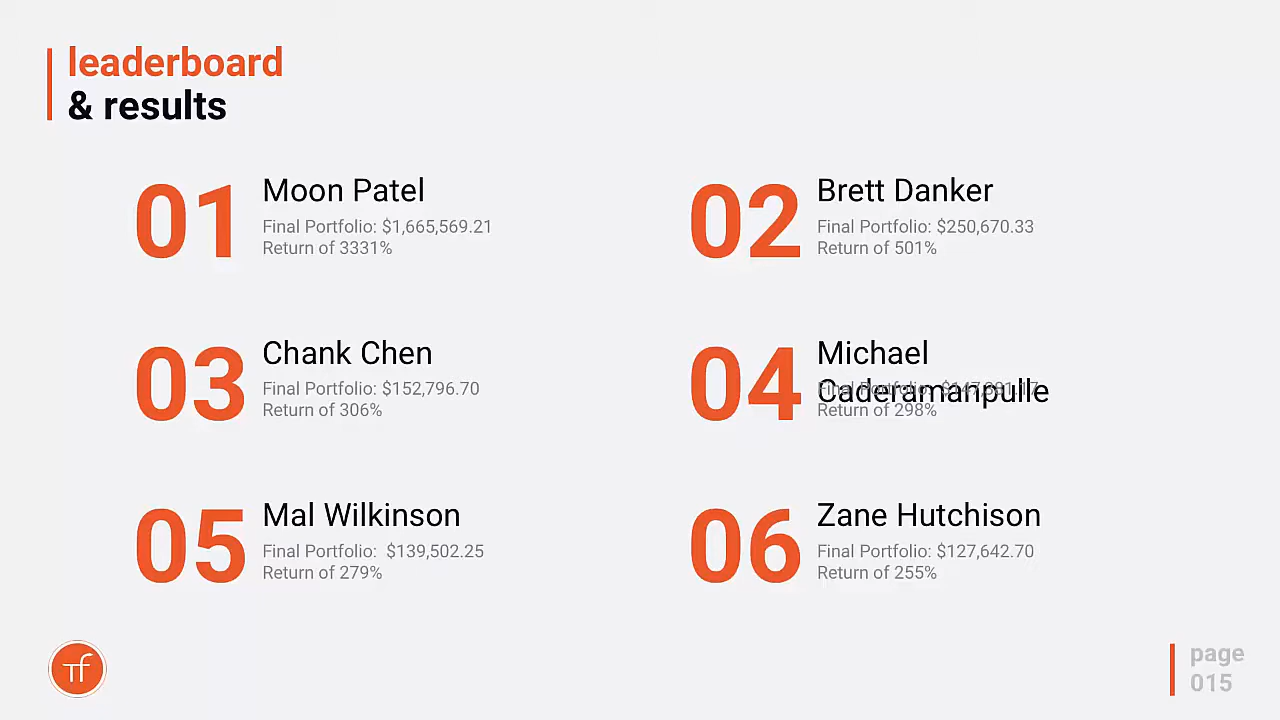 leaderboard
& results
01
Moon Patel
Final Portfolio: $1,665,569.21
Return of 3331%
02
Brett Danker
Final Portfolio: $250,670.33
Return of 501%
03
Chank Chen
Final Portfolio: $152,796.70
Return of 306%
04
Michael
Caderamanpulle
Final Portfolio:
Return of 298%
05
Mal Wilkinson
Final Portfolio:  $139,502.25
Return of 279%
06
Zane Hutchison
Final Portfolio: $127,642.70
Return of 255%
TF
page
015